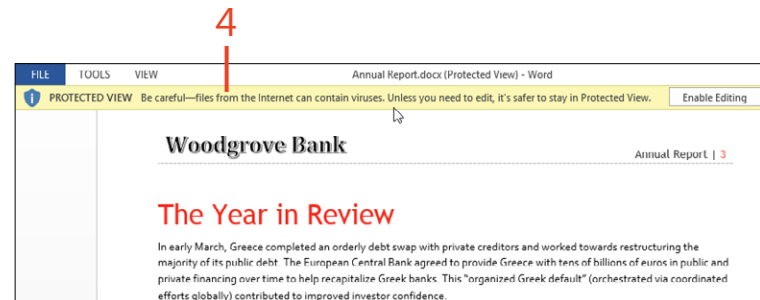 4
FILE TOOLS VIEW Annual Report.docx (Protected View) - Word
PROTECTED VIEW Be careful—files from the Internet can contain viruses. Unless you need to edit, it's safer to stay in Protected View. Enable Editing
Woodgrove Bank
Annual Report | 3
The Year in Review
In early March, Greece completed an orderly debt swap with private creditors and worked towards restructuring the
majority of its public debt. The European Central Bank agreed to provide Greece with tens of billions of euros in public and
private financing over time to help recapitalize Greek banks. This "organized Greek default" (orchestrated via coordinated
efforts globally) contributed to improved investor confidence.